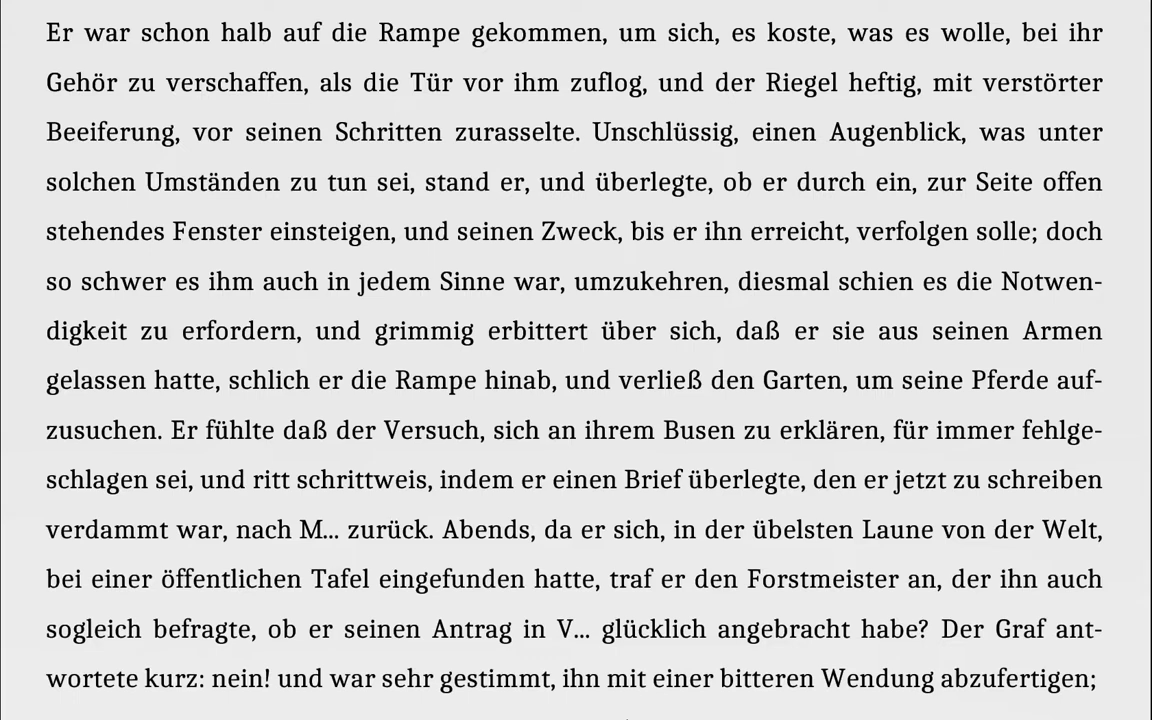 Er war schon halb auf die Rampe gekommen, um sich, es koste, was es wolle, bei ihr
Gehör zu verschaffen, als die Tür vor ihm zuflog, und der Riegel heftig, mit verstörter
Beeiferung, vor seinen Schritten zurasselte. Unschlüssig, einen Augenblick, was unter
solchen Umständen zu tun sei, stand er, und überlegte, ob er durch ein, zur Seite offen
stehendes Fenster einsteigen, und seinen Zweck, bis er ihn erreicht, verfolgen solle; doch
so schwer es ihm auch in jedem Sinne war, umzukehren, diesmal schien es die Notwen-
digkeit zu erfordern, und grimmig erbittert über sich, daß er sie aus seinen Armen
gelassen hatte, schlich er die Rampe hinab, und verließ den Garten, um seine Pferde auf-
zusuchen. Er fühlte daß der Versuch, sich an ihrem Busen zu erklären, für immer fehlge-
schlagen sei, und ritt schrittweis, indem er einen Brief überlegte, den er jetzt zu schreiben
verdammt war, nach M... zurück. Abends, da er sich, in der übelsten Laune von der Welt,
bei einer öffentlichen Tafel eingefunden hatte, traf er den Forstmeister an, der ihn auch
sogleich befragte, ob er seinen Antrag in V... glücklich angebracht habe? Der Graf ant-
wortete kurz: nein! und war sehr gestimmt, ihn mit einer bitteren Wendung abzufertigen;